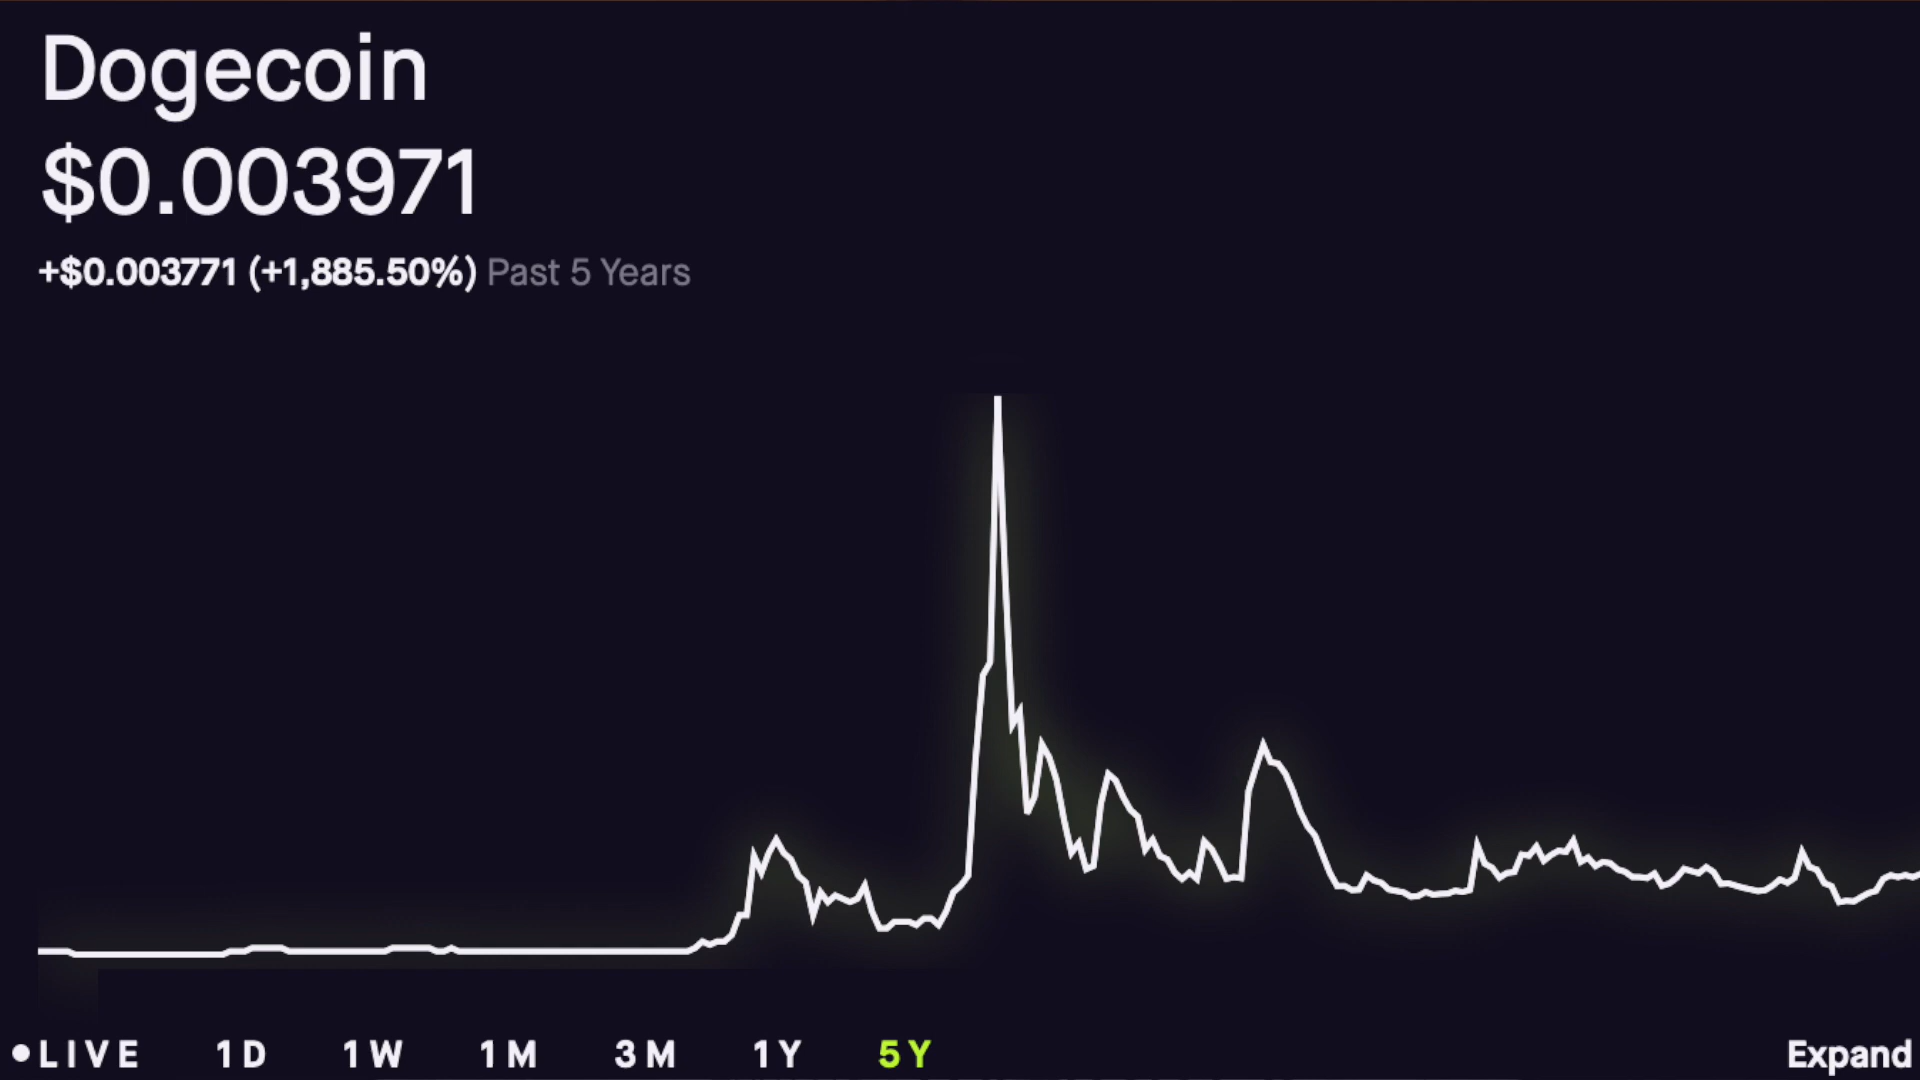 Dogecoin
$0.003971
+$0.003771 (+1,885.50%) Past 5 Years
LIVE 1D 1W 1M 3M 1Y 5Y Expand